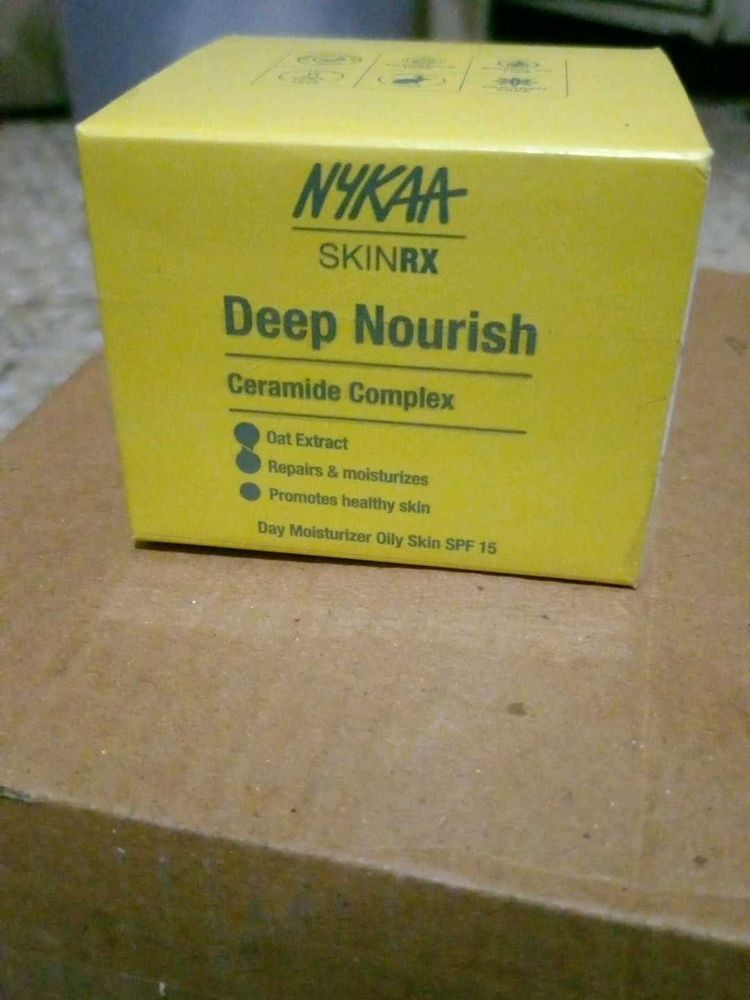 NYKAA
SKINRX
Deep Nourish
Ceramide Complex
Oat Extract
Repairs & moisturizes
Promotes healthy skin
Day Moisturizer Oily Skin SPF 15